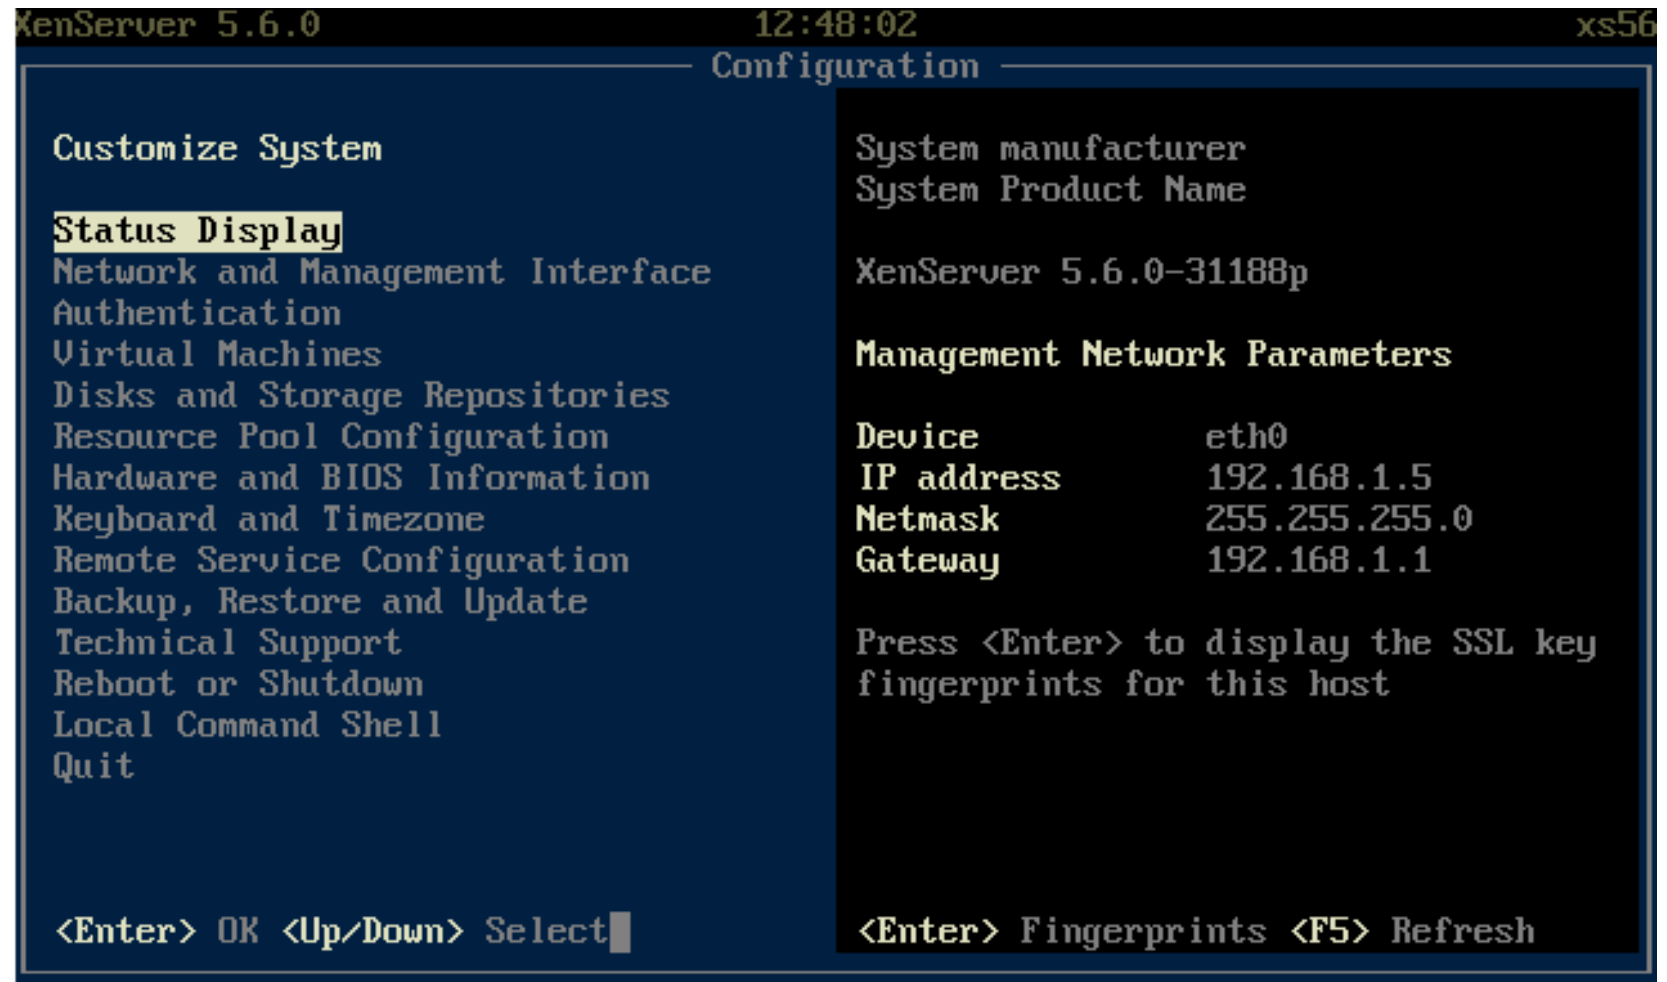 XenServer 5.6.0 12:48:02 xs56
Configuration
Customize System
Status Display
Network and Management Interface
Authentication
Virtual Machines
Disks and Storage Repositories
Resource Pool Configuration
Hardware and BIOS Information
Keyboard and Timezone
Remote Service Configuration
Backup, Restore and Update
Technical Support
Reboot or Shutdown
Local Command Shell
Quit
<Enter> OK <Up/Down> Select
System manufacturer
System Product Name
XenServer 5.6.0-31188p
Management Network Parameters
Device eth0
IP address 192.168.1.5
Netmask 255.255.255.0
Gateway 192.168.1.1
Press <Enter> to display the SSL key
fingerprints for this host
<Enter> Fingerprints <F5> Refresh